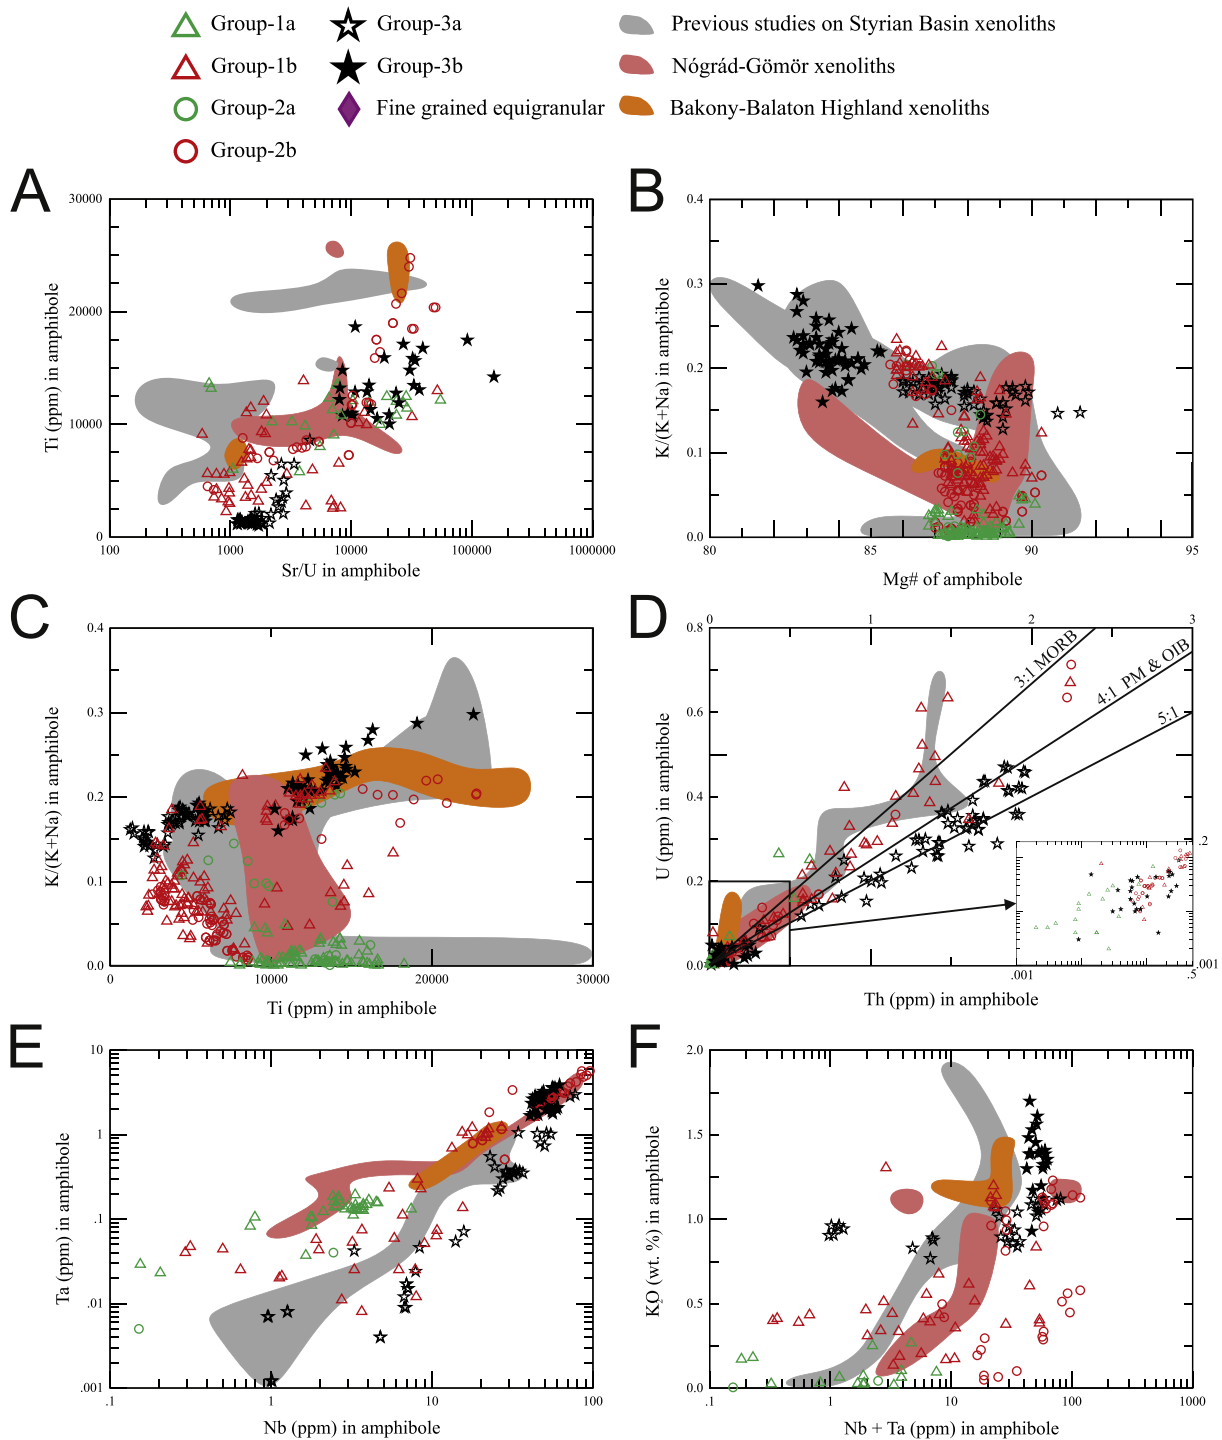 Group-1a
Group-3a
Previous studies on Styrian Basin xenoliths
Group-1b
Group-3b
Nógrád-Gömör xenoliths
Group-2a
Fine grained equigranular
Bakony-Balaton Highland xenoliths
Group-2b
A
30000
20000
10000
0
Ti (ppm) in amphibole
100
1000
10000
100000
1000000
Sr/U in amphibole
B
0.4
0.3
0.2
0.1
0.0
K/(K+Na) in amphibole
80
85
90
95
Mg# of amphibole
C
0.4
0.3
0.2
0.1
0.0
K/(K+Na) in amphibole
0
10000
20000
30000
Ti (ppm) in amphibole
D
0
1
2
3
0.8
0.6
0.4
0.2
0.0
U (ppm) in amphibole
3:1 MORB
4:1 PM & OIB
5:1
.2
.001
.001
.5
Th (ppm) in amphibole
E
10
1
.1
.01
.001
Ta (ppm) in amphibole
.1
1
10
100
Nb (ppm) in amphibole
F
2.0
1.5
1.0
0.5
0.0
K2O (wt. %) in amphibole
.1
1
10
100
1000
Nb + Ta (ppm) in amphibole